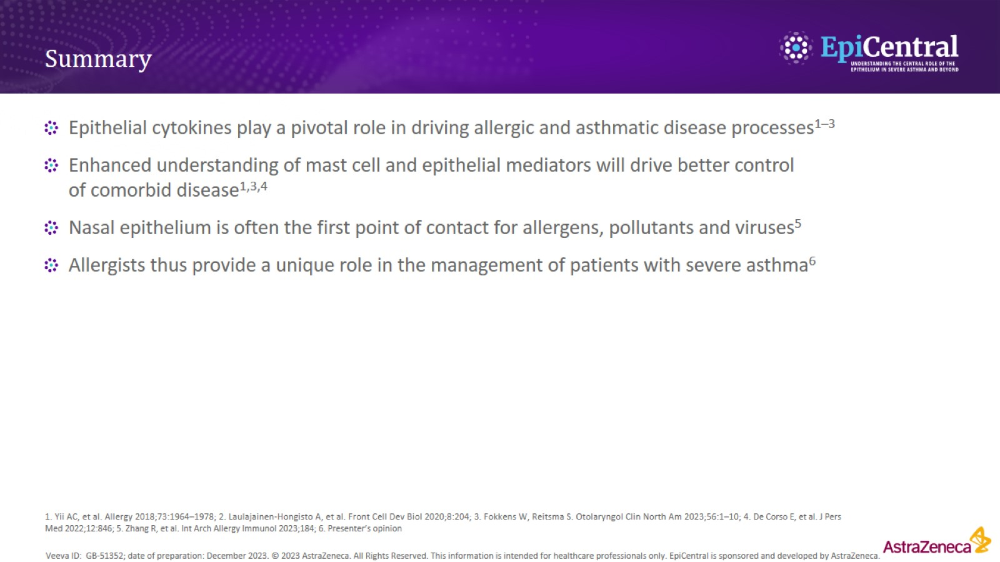 Summary
EpiCentral
UNDERSTANDING THE CENTRAL ROLE OF THE
EPITHELIUM IN SEVERE ASTHMA AND BEYOND
Epithelial cytokines play a pivotal role in driving allergic and asthmatic disease processes1–3
Enhanced understanding of mast cell and epithelial mediators will drive better control
of comorbid disease1,3,4
Nasal epithelium is often the first point of contact for allergens, pollutants and viruses5
Allergists thus provide a unique role in the management of patients with severe asthma6
1. Yii AC, et al. Allergy 2018;73:1964–1978; 2. Laulajainen-Hongisto A, et al. Front Cell Dev Biol 2020;8:204; 3. Fokkens W, Reitsma S. Otolaryngol Clin North Am 2023;56:1–10; 4. De Corso E, et al. J Pers
Med 2022;12:846; 5. Zhang R, et al. Int Arch Allergy Immunol 2023;184; 6. Presenter's opinion
Veeva ID: GB-51352; date of preparation: December 2023. © 2023 AstraZeneca. All Rights Reserved. This information is intended for healthcare professionals only. EpiCentral is sponsored and developed by AstraZeneca.
AstraZeneca